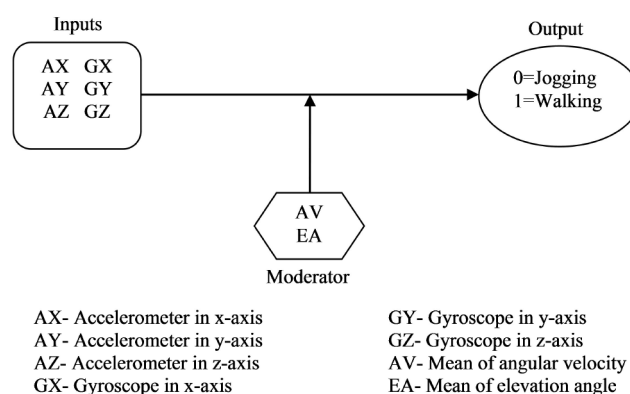 Inputs
AX GX
AY GY
AZ GZ
Output
0=Jogging
1=Walking
AV
EA
Moderator
AX- Accelerometer in x-axis
AY- Accelerometer in y-axis
AZ- Accelerometer in z-axis
GX- Gyroscope in x-axis
GY- Gyroscope in y-axis
GZ- Gyroscope in z-axis
AV- Mean of angular velocity
EA- Mean of elevation angle